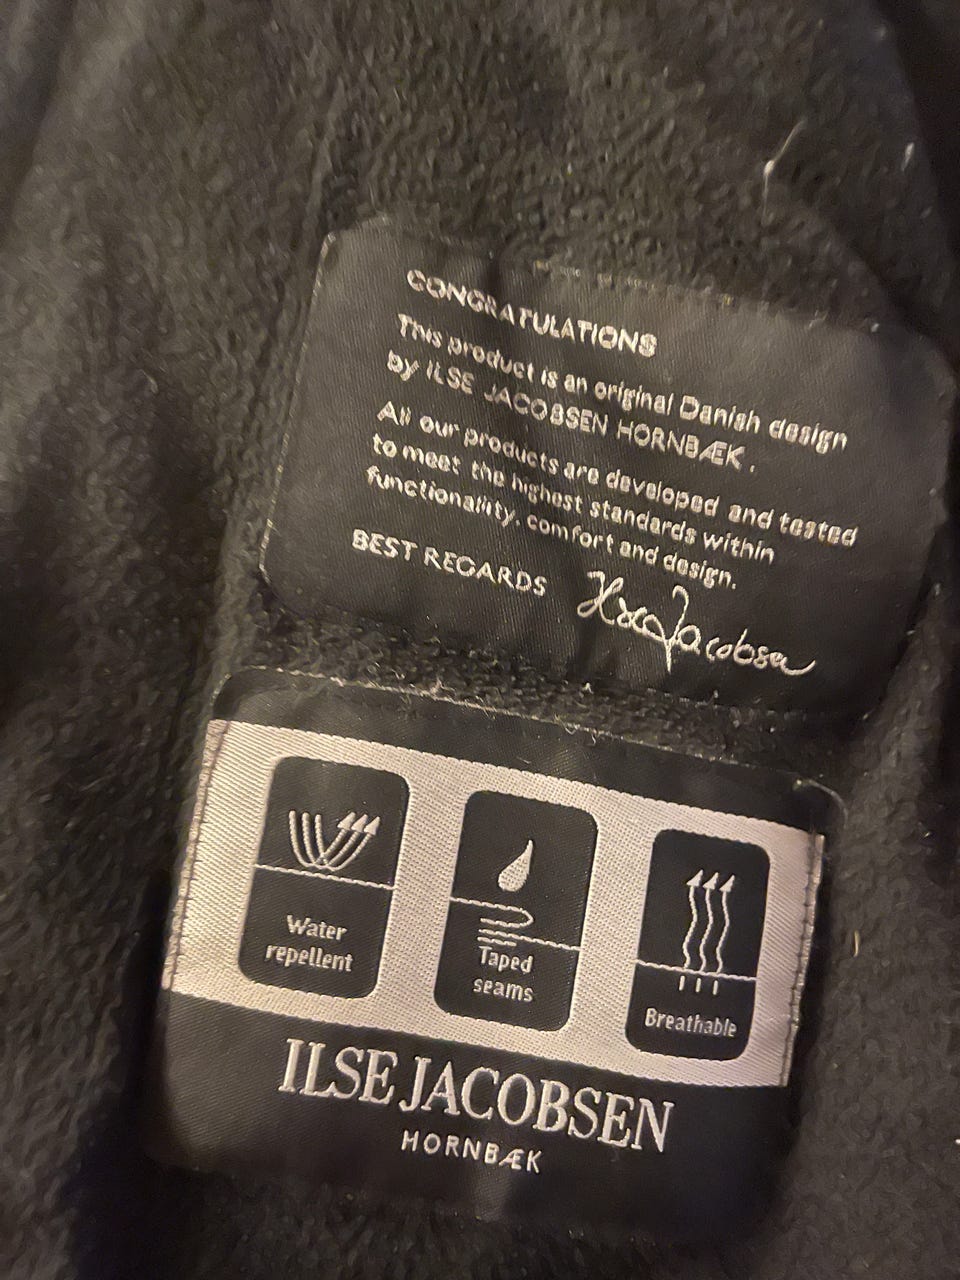 CONGRATULATIONS
This product is an original Danish design
by ILSE JACOBSEN HORNBÆK.
All our products are developed and tested
to meet the highest standards within
functionality, comfort and design.
BEST REGARDS
Ilse Jacobsen
Water
repellent
Taped
seams
Breathable
ILSE JACOBSEN
HORNBÆK